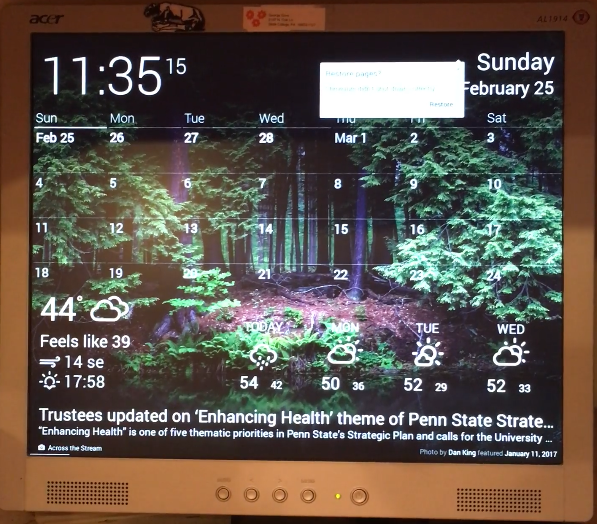 acer
AL1914
11:35 15
Restore pages?
Restore
Sunday
February 25
Sun Mon Tue Wed Thu Fri Sat
Feb 25 26 27 28 Mar 1 2 3
4 5 6 7 8 9 10
11 12 13 14 15 16 17
18 19 20 21 22 23 24
44°
Feels like 39
14 se
17:58
TODAY MON TUE WED
54 42 50 36 52 29 52 33
Trustees updated on ‘Enhancing Health’ theme of Penn State Strate...
“Enhancing Health” is one of five thematic priorities in Penn State's Strategic Plan and calls for the University ...
Across the Stream
Photo by Dan King featured January 11, 2017